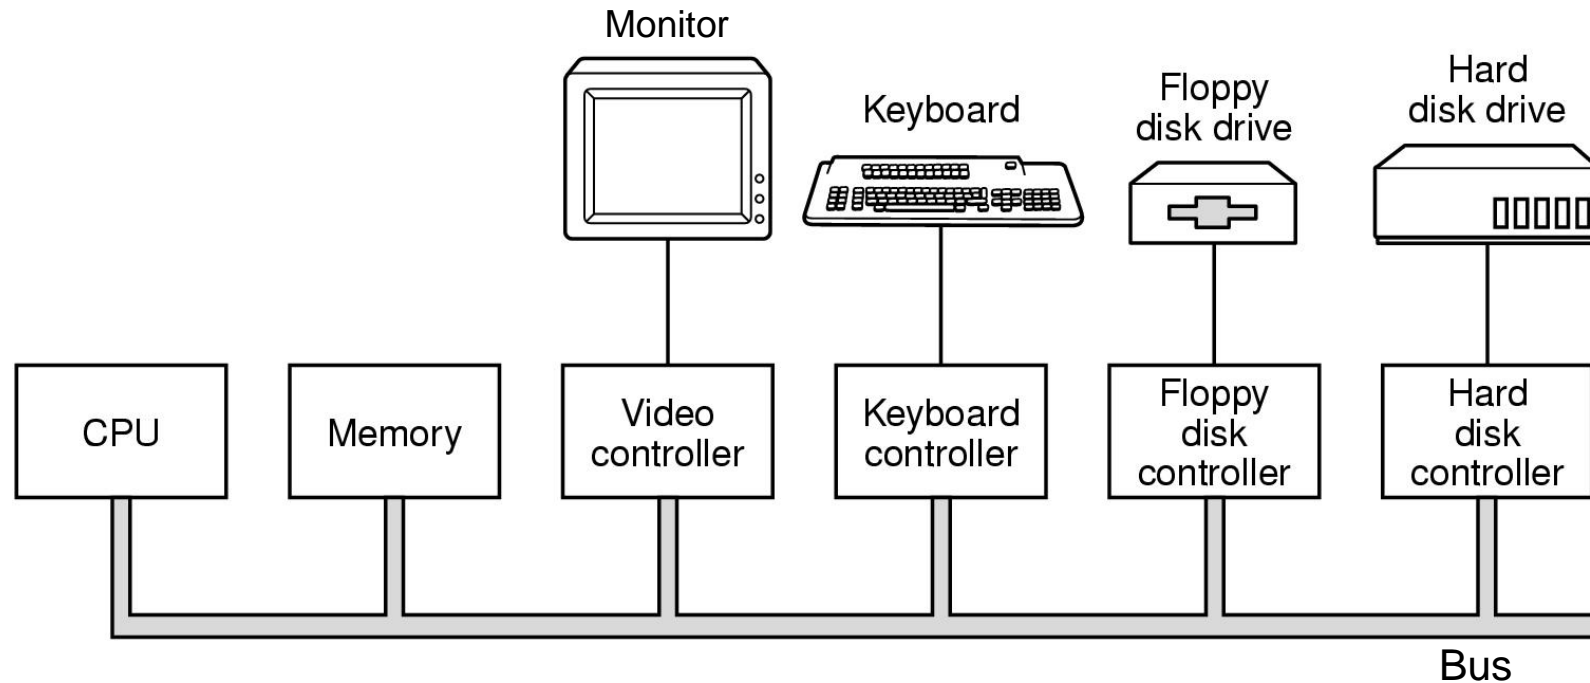 Monitor
Keyboard
Floppy
disk drive
Hard
disk drive
CPU
Memory
Video
controller
Keyboard
controller
Floppy
disk
controller
Hard
disk
controller
Bus